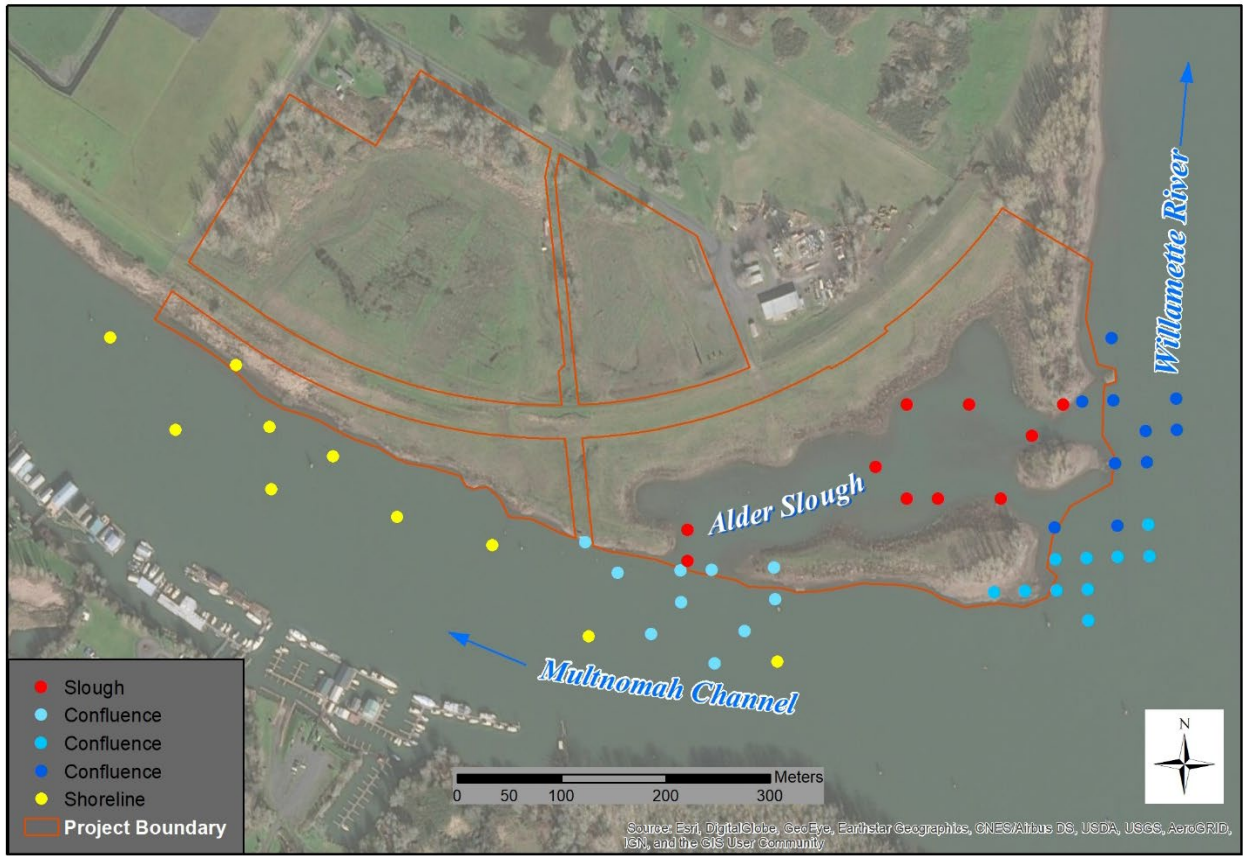 Willamette River
Alder Slough
Multnomah Channel
Slough
Confluence
Confluence
Confluence
Shoreline
Project Boundary
Meters
0 50 100 200 300
N
Source: Esri, DigitalGlobe, GeoEye, Earthstar Geographics, CNES/Airbus DS, USDA, USGS, AeroGRID,
IGN, and the GIS User Community